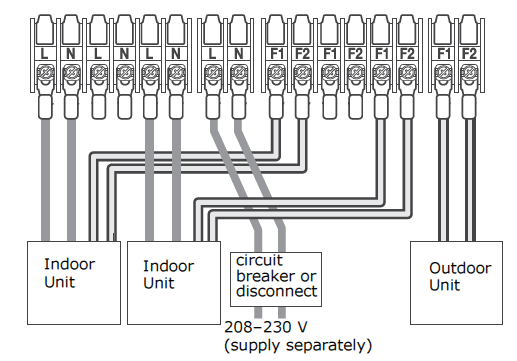 L N L N L N L N F1 F2 F1 F2 F1 F2 F1 F2
Indoor
Unit
Indoor
Unit
circuit
breaker or
disconnect
Outdoor
Unit
208–230 V
(supply separately)